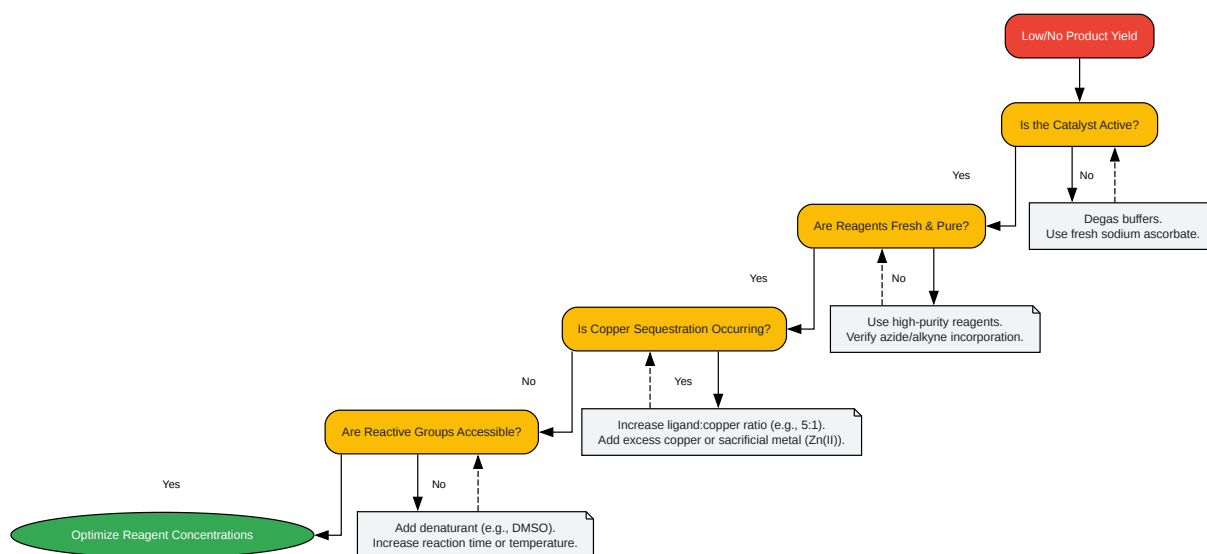 Low/No Product Yield
Is the Catalyst Active?
Yes
No
Degas buffers.
Use fresh sodium ascorbate.
Are Reagents Fresh & Pure?
Yes
No
Use high-purity reagents.
Verify azide/alkyne incorporation.
Is Copper Sequestration Occurring?
No
Yes
Increase ligand:copper ratio (e.g., 5:1).
Add excess copper or sacrificial metal (Zn(II)).
Are Reactive Groups Accessible?
Yes
No
Add denaturant (e.g., DMSO).
Increase reaction time or temperature.
Optimize Reagent Concentrations